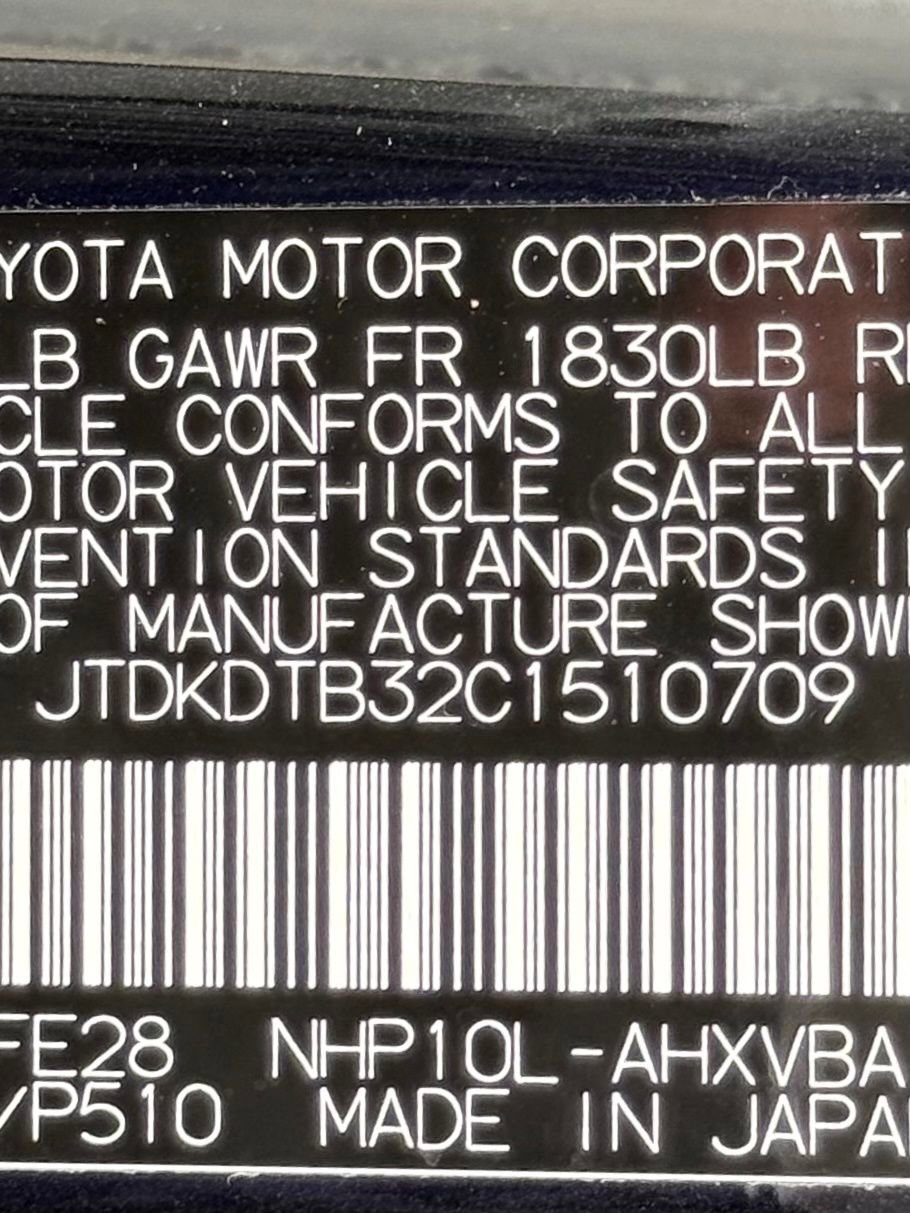 YOTA MOTOR CORPORAT
LB GAWR FR 1830LB R
CLE CONFORMS TO ALL
OTOR VEHICLE SAFETY
VENTION STANDARDS I
OF MANUFACTURE SHOW
JTDKDTB32C1510709
FE28 NHP10L-AHXVBA
/P510 MADE IN JAPA